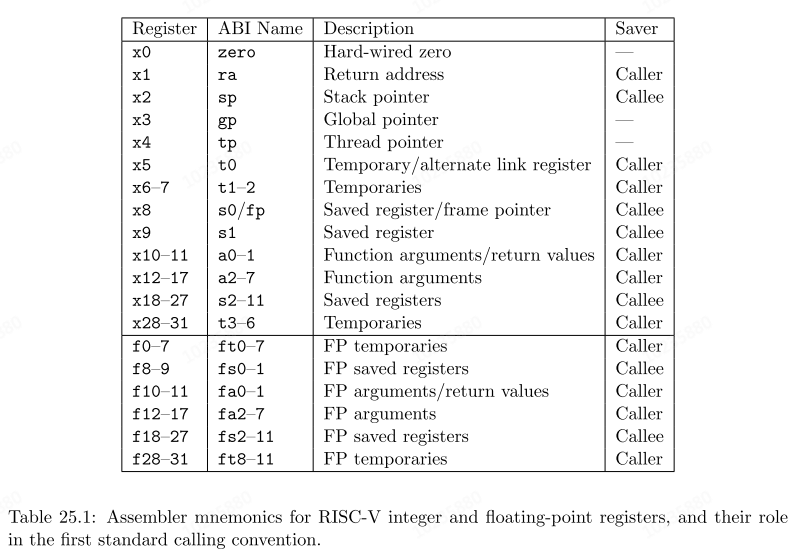 Register ABI Name Description Saver
x0 zero Hard-wired zero —
x1 ra Return address Caller
x2 sp Stack pointer Callee
x3 gp Global pointer —
x4 tp Thread pointer —
x5 t0 Temporary/alternate link register Caller
x6–7 t1–2 Temporaries Caller
x8 s0/fp Saved register/frame pointer Callee
x9 s1 Saved register Callee
x10–11 a0–1 Function arguments/return values Caller
x12–17 a2–7 Function arguments Caller
x18–27 s2–11 Saved registers Callee
x28–31 t3–6 Temporaries Caller
f0–7 ft0–7 FP temporaries Caller
f8–9 fs0–1 FP saved registers Callee
f10–11 fa0–1 FP arguments/return values Caller
f12–17 fa2–7 FP arguments Caller
f18–27 fs2–11 FP saved registers Callee
f28–31 ft8–11 FP temporaries Caller
Table 25.1: Assembler mnemonics for RISC-V integer and floating-point registers, and their role
in the first standard calling convention.